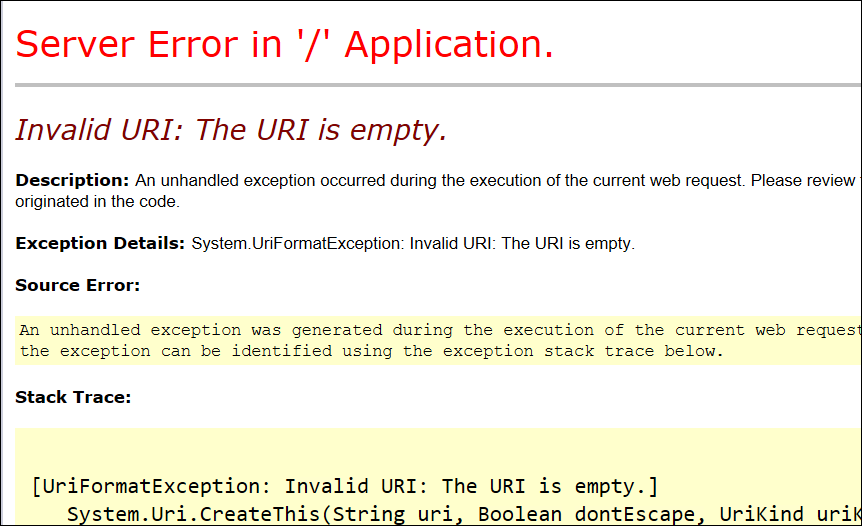 Server Error in '/' Application.
Invalid URI: The URI is empty.
Description: An unhandled exception occurred during the execution of the current web request. Please review
originated in the code.
Exception Details: System.UriFormatException: Invalid URI: The URI is empty.
Source Error:
An unhandled exception was generated during the execution of the current web request
the exception can be identified using the exception stack trace below.
Stack Trace:
[UriFormatException: Invalid URI: The URI is empty.]
System.Uri.CreateThis(String uri, Boolean dontEscape, UriKind